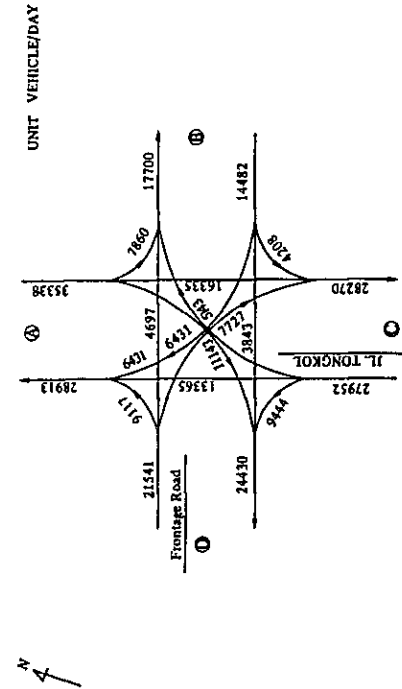 UNIT VEHICLE/DAY
N
A
35338
28913
7860
6431
9117
17700
B
4697
21541
16335
5143
6431
13365
11143
7727
Frontage Road
D
3843
14482
24430
4208
9444
28270
27952
JL. TONGKOL
C